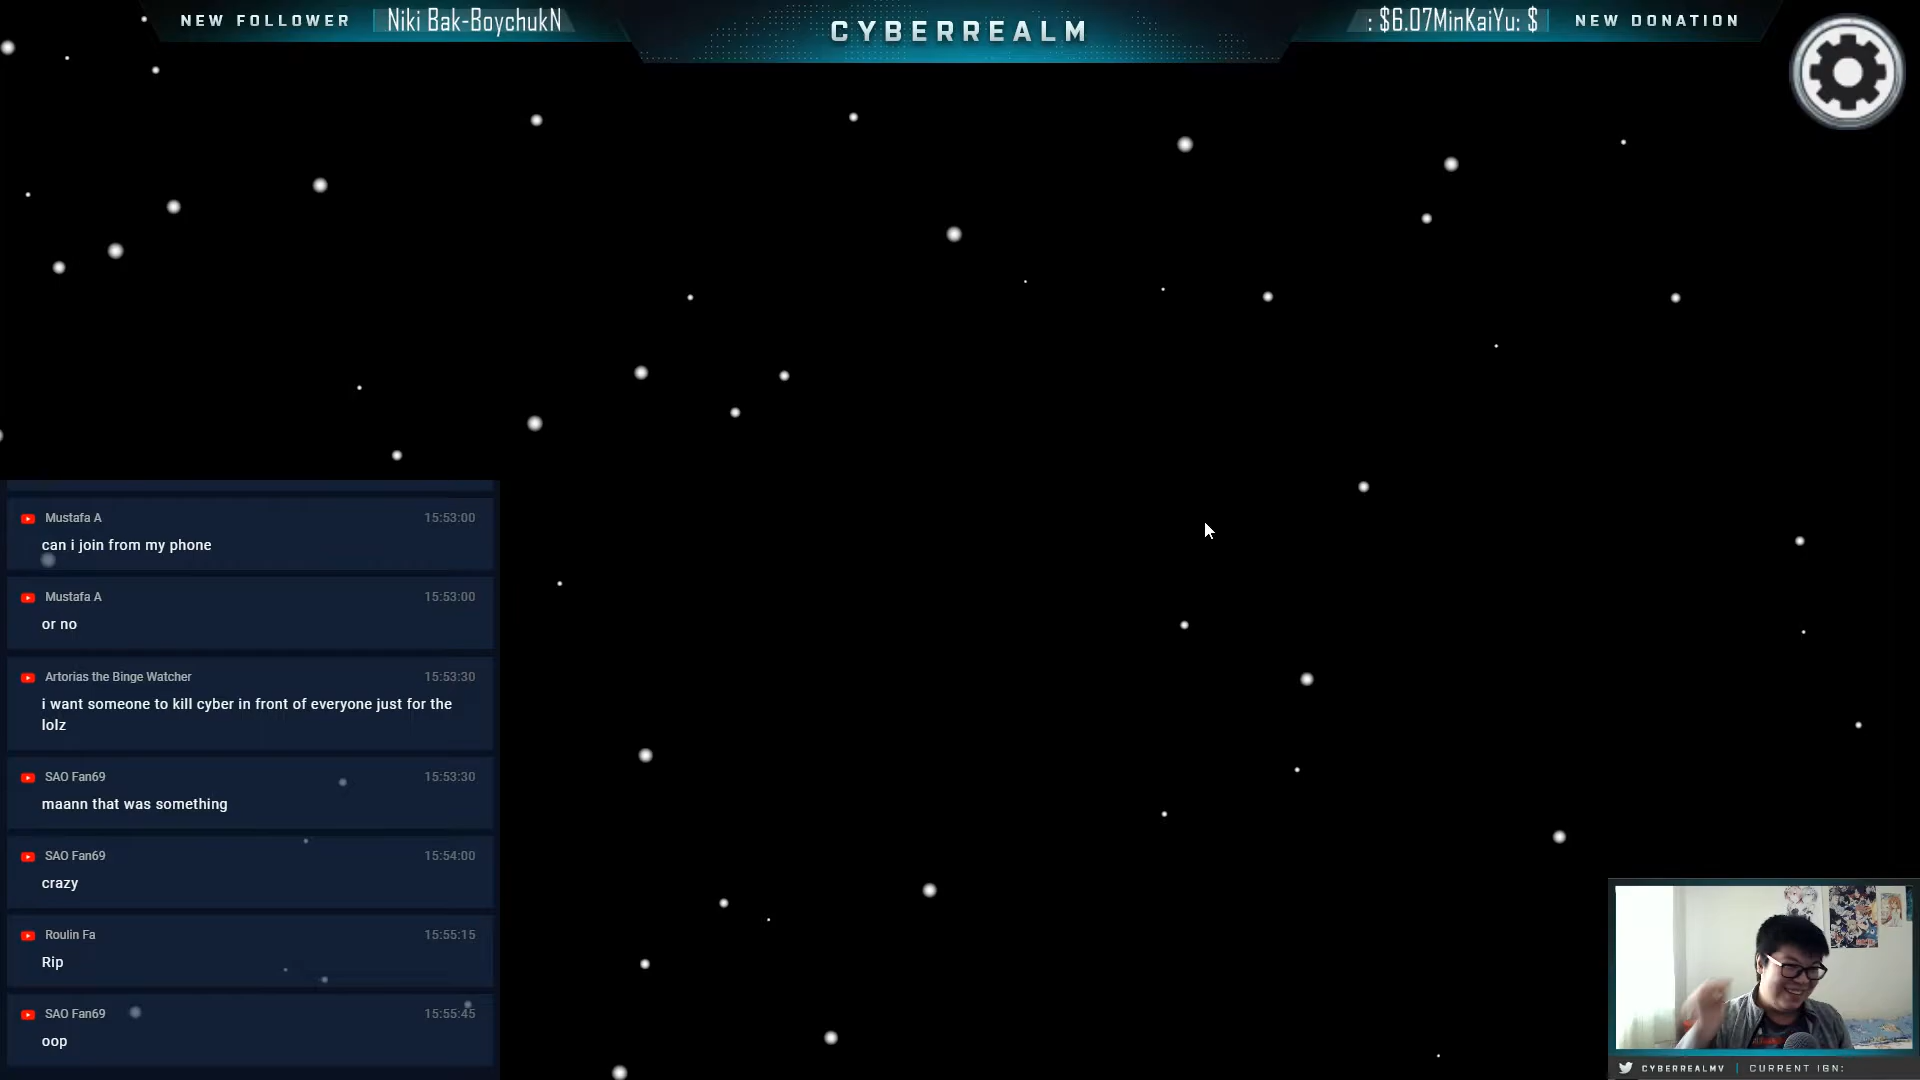 NEW FOLLOWER
Niki Bak-BoychukN
CYBERREALM
: $6.07MinKaiYu: $
NEW DONATION
Mustafa A 15:53:00
can i join from my phone
Mustafa A 15:53:00
or no
Artorias the Binge Watcher 15:53:30
i want someone to kill cyber in front of everyone just for the
lolz
SAO Fan69 15:53:30
maann that was something
SAO Fan69 15:54:00
crazy
Roulin Fa 15:55:15
Rip
SAO Fan69 15:55:45
oop
CYBERREALMV | CURRENT IGN: